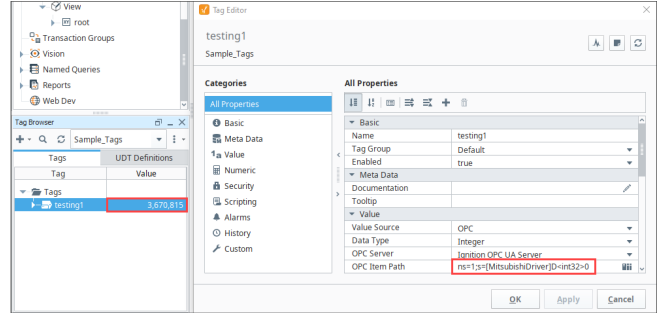 View
root
Transaction Groups
Vision
Named Queries
Reports
Web Dev
Tag Browser
Sample_Tags
Tags
UDT Definitions
Tag
Value
Tags
testing1
3,670,815
Tag Editor
testing1
Sample_Tags
Categories
All Properties
Basic
Meta Data
Value
Numeric
Security
Scripting
Alarms
History
Custom
All Properties
Basic
Name testing1
Tag Group Default
Enabled true
Meta Data
Documentation
Tooltip
Value
Value Source OPC
Data Type Integer
OPC Server Ignition OPC UA Server
OPC Item Path ns=1;s=[MitsubishiDriver]D<int32>0
OK
Apply
Cancel